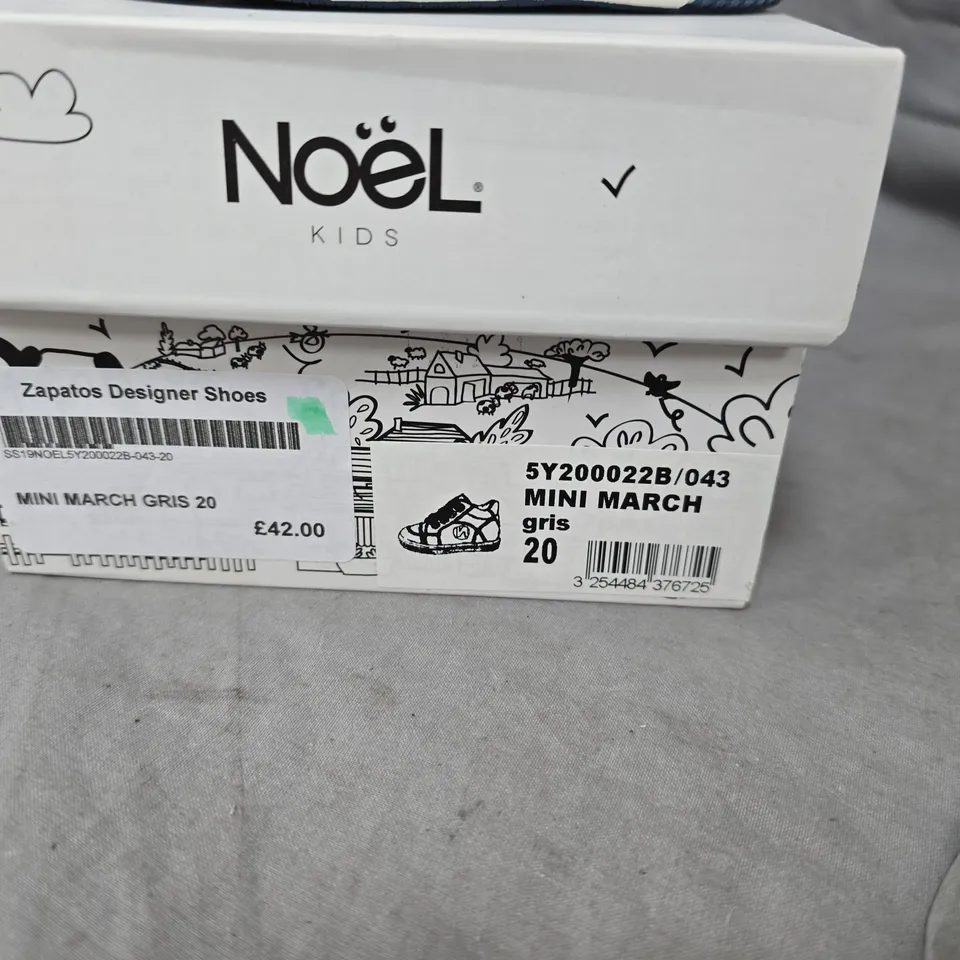 NoëL®
KIDS
Zapatos Designer Shoes
SS19NOEL5Y200022B-043-20
MINI MARCH GRIS 20
£42.00
5Y200022B/043
MINI MARCH
gris
20
3 254484 376725